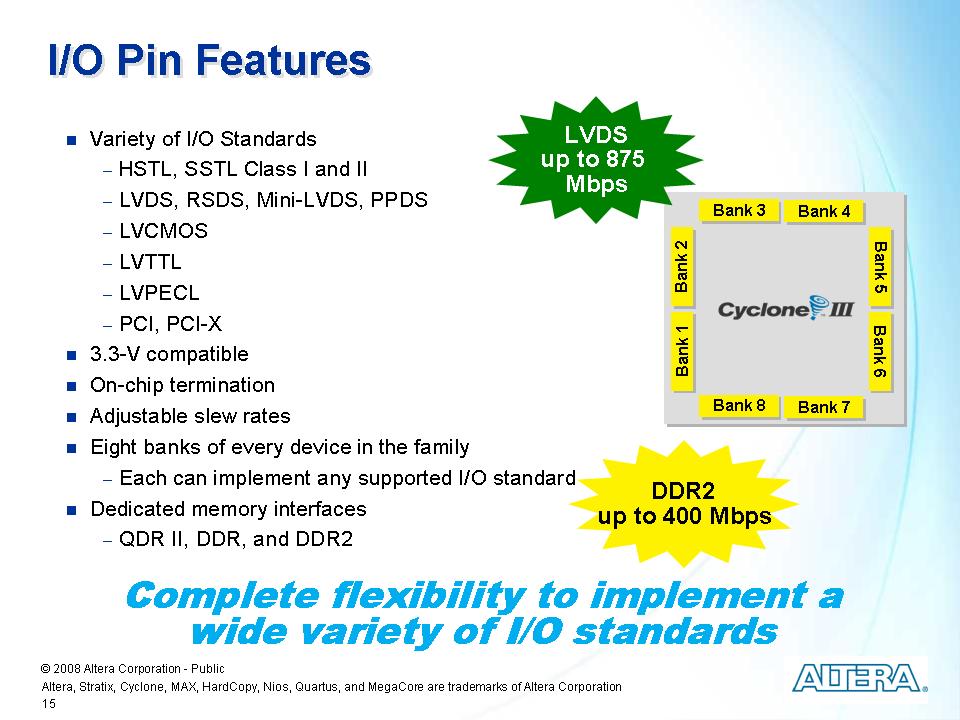 I/O Pin Features
Variety of I/O Standards
– HSTL, SSTL Class I and II
– LVDS, RSDS, Mini-LVDS, PPDS
– LVCMOS
– LVTTL
– LVPECL
– PCI, PCI-X
3.3-V compatible
On-chip termination
Adjustable slew rates
Eight banks of every device in the family
– Each can implement any supported I/O standard
Dedicated memory interfaces
– QDR II, DDR, and DDR2
LVDS
up to 875
Mbps
Bank 3
Bank 4
Bank 2
Bank 5
Cyclone III
Bank 1
Bank 6
Bank 8
Bank 7
DDR2
up to 400 Mbps
Complete flexibility to implement a
wide variety of I/O standards
© 2008 Altera Corporation - Public
Altera, Stratix, Cyclone, MAX, HardCopy, Nios, Quartus, and MegaCore are trademarks of Altera Corporation
15
ALTERA®